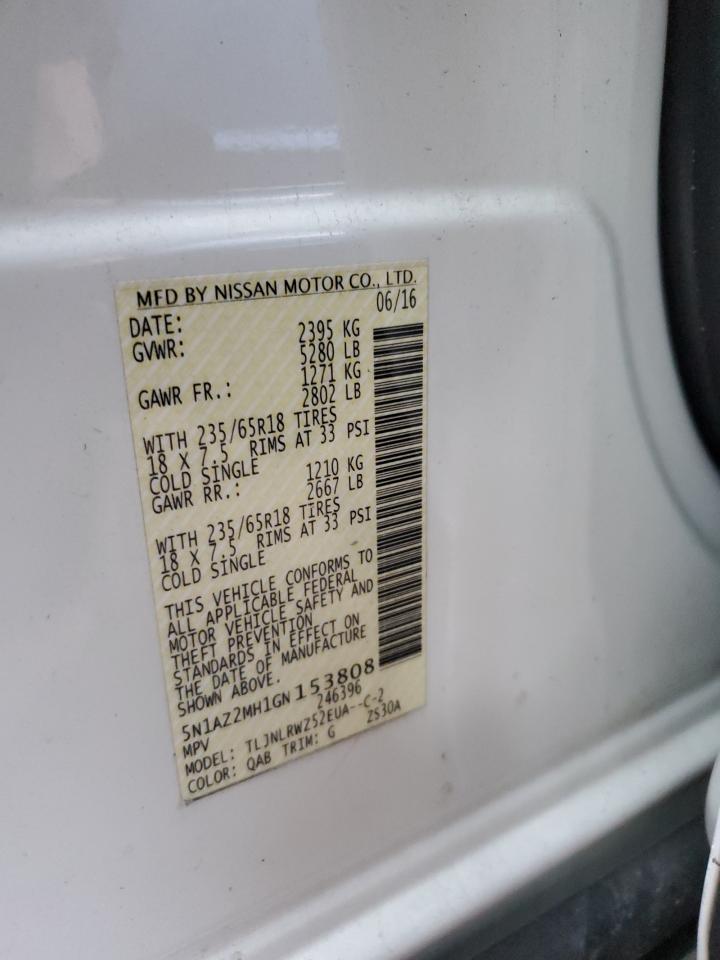 MFD BY NISSAN MOTOR CO., LTD.
DATE: 06/16
GVWR: 2395 KG
5280 LB
GAWR FR.: 1271 KG
2802 LB
WITH 235/65R18 TIRES
18 X 7.5 RIMS AT 33 PSI
COLD SINGLE
GAWR RR.: 1210 KG
2667 LB
WITH 235/65R18 TIRES
18 X 7.5 RIMS AT 33 PSI
COLD SINGLE
THIS VEHICLE CONFORMS TO
ALL APPLICABLE FEDERAL
MOTOR VEHICLE SAFETY AND
THEFT PREVENTION
STANDARDS IN EFFECT ON
THE DATE OF MANUFACTURE
SHOWN ABOVE.
5N1AZ2MH1GN153808
MPV 246396
MODEL: TLJNLRWZ52EUA--C-2
COLOR: QAB TRIM: G ZS30A